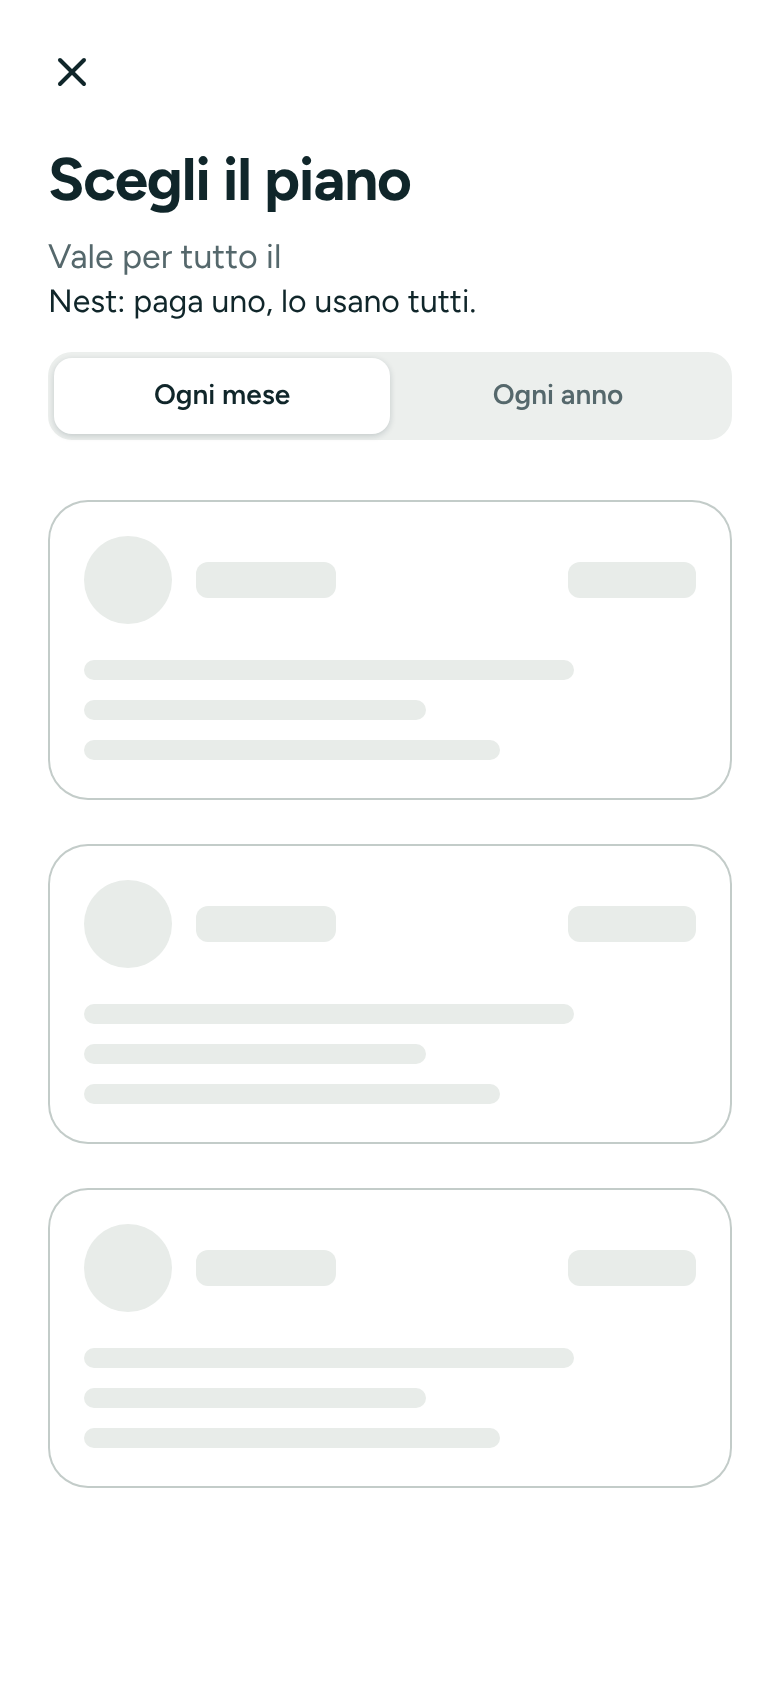 Scegli il piano
Vale per tutto il
Nest: paga uno, lo usano tutti.
Ogni mese
Ogni anno